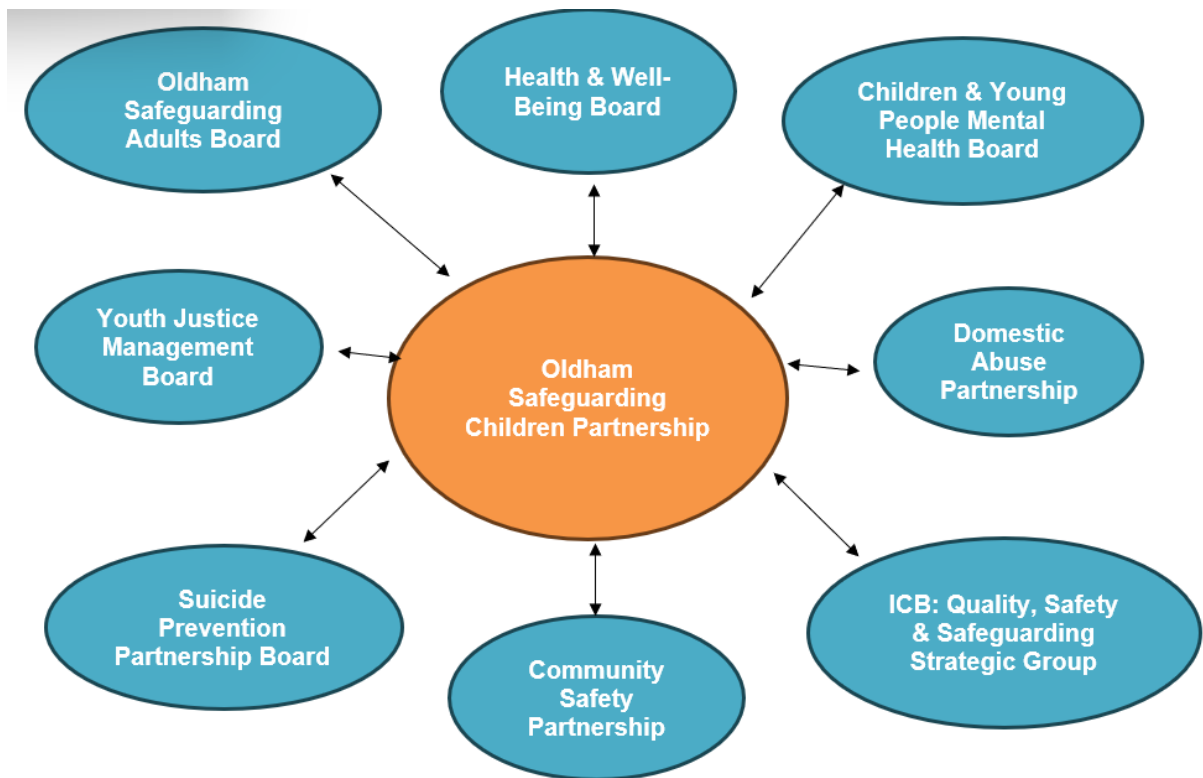 Oldham
Safeguarding
Adults Board
Health & Well-
Being Board
Children & Young
People Mental
Health Board
Youth Justice
Management
Board
Oldham
Safeguarding
Children Partnership
Domestic
Abuse
Partnership
Suicide
Prevention
Partnership Board
Community
Safety
Partnership
ICB: Quality, Safety
& Safeguarding
Strategic Group